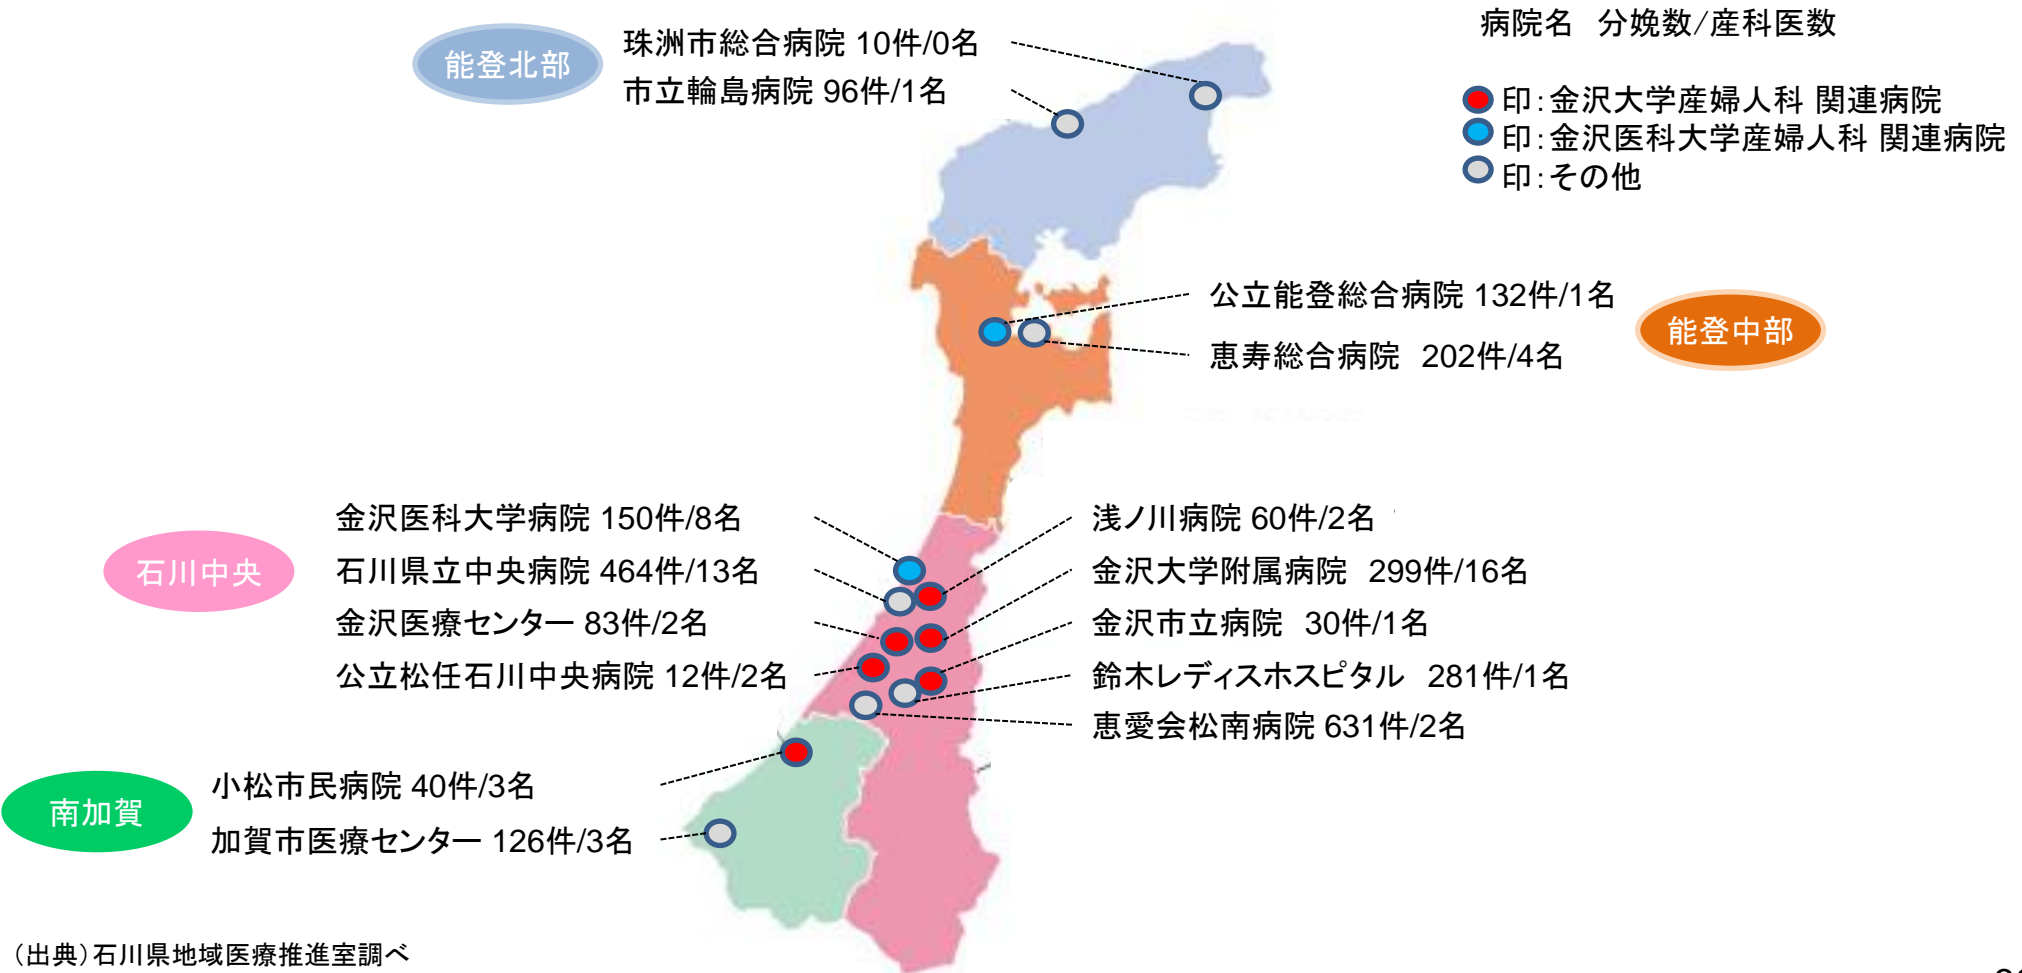 病院名 分娩数/産科医数
印:金沢大学産婦人科 関連病院
印:金沢医科大学産婦人科 関連病院
印:その他
能登北部
珠洲市総合病院 10件/0名
市立輪島病院 96件/1名
公立能登総合病院 132件/1名
恵寿総合病院 202件/4名
能登中部
石川中央
金沢医科大学病院 150件/8名
石川県立中央病院 464件/13名
金沢医療センター 83件/2名
公立松任石川中央病院 12件/2名
浅ノ川病院 60件/2名
金沢大学附属病院 299件/16名
金沢市立病院 30件/1名
鈴木レディスホスピタル 281件/1名
恵愛会松南病院 631件/2名
南加賀
小松市民病院 40件/3名
加賀市医療センター 126件/3名
(出典)石川県地域医療推進室調べ